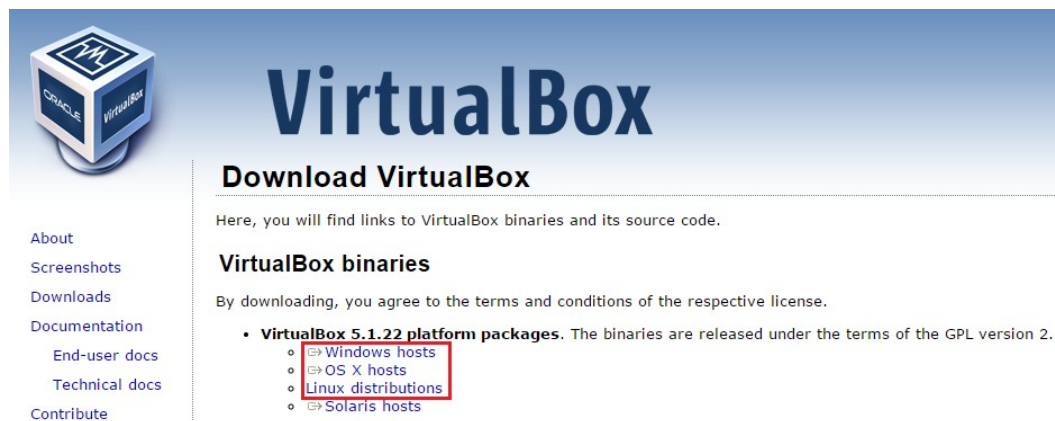 ORACLE
VirtualBox
VirtualBox
Download VirtualBox
Here, you will find links to VirtualBox binaries and its source code.
About
Screenshots
Downloads
Documentation
End-user docs
Technical docs
Contribute
VirtualBox binaries
By downloading, you agree to the terms and conditions of the respective license.
• VirtualBox 5.1.22 platform packages. The binaries are released under the terms of the GPL version 2.
Windows hosts
OS X hosts
Linux distributions
Solaris hosts